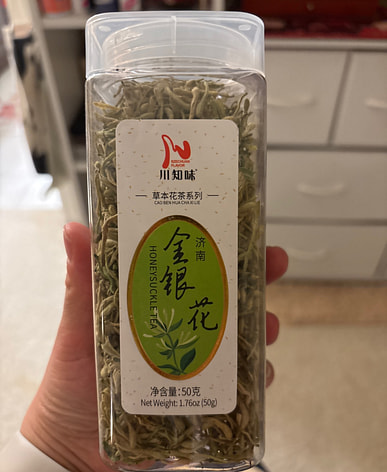 SICHUAN
FLAVOR
川知味
草本花茶系列
CAO BEN HUA CHA XI LIE
济南
金银花
HONEYSUCKLE TEA
净含量:50克
Net Weight: 1.76oz (50g)